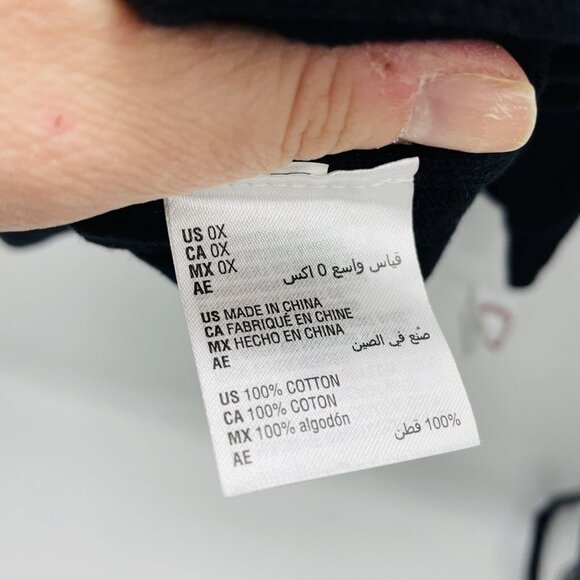 US 0X
CA 0X
MX 0X
AE قياس واسع 0 اكس
US MADE IN CHINA
CA FABRIQUÉ EN CHINE
MX HECHO EN CHINA
AE صُنع في الصين
US 100% COTTON
CA 100% COTON
MX 100% algodón
AE 100% قطن